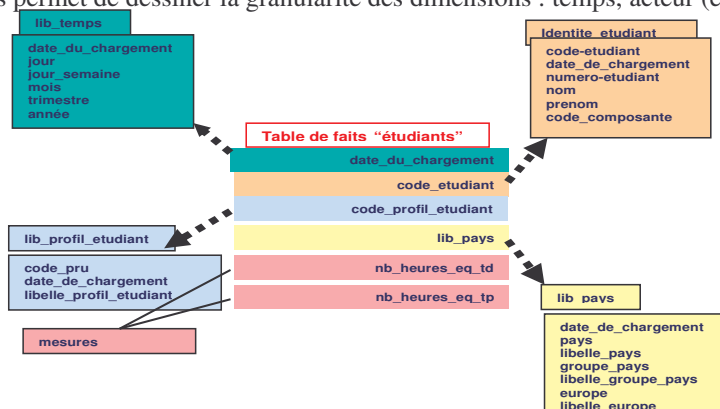 s permet de dessiner la granularité des dimensions : temps, acteur (e
lib_temps
date_du_chargement
jour
jour_semaine
mois
trimestre
année
Identite_etudiant
code-etudiant
date_de_chargement
numero-etudiant
nom
prenom
code_composante
Table de faits “étudiants”
date_du_chargement
code_etudiant
code_profil_etudiant
lib_pays
nb_heures_eq_td
nb_heures_eq_tp
lib_profil_etudiant
code_pru
date_de_chargement
libelle_profil_etudiant
mesures
lib_pays
date_de_chargement
pays
libelle_pays
groupe_pays
libelle_groupe_pays
europe
libelle_europe